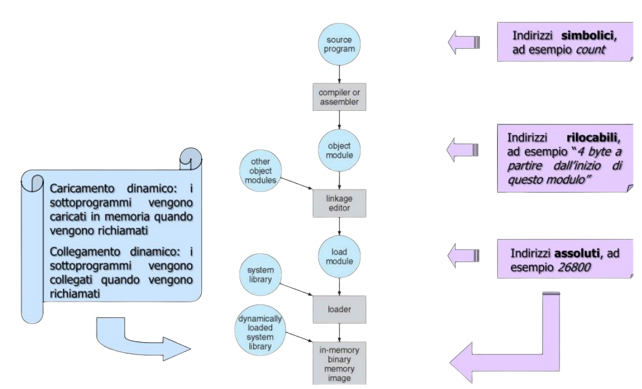 source
program
compiler or
assembler
object
module
other
object
modules
linkage
editor
load
module
system
library
loader
dynamically
loaded
system
library
in-memory
binary
memory
image
Indirizzi simbolici,
ad esempio count
Indirizzi rilocabili,
ad esempio "4 byte a
partire dall'inizio di
questo modulo"
Indirizzi assoluti, ad
esempio 26800
Caricamento dinamico: i
sottoprogrammi vengono
caricati in memoria quando
vengono richiamati
Collegamento dinamico: i
sottoprogrammi vengono
collegati quando vengono
richiamati